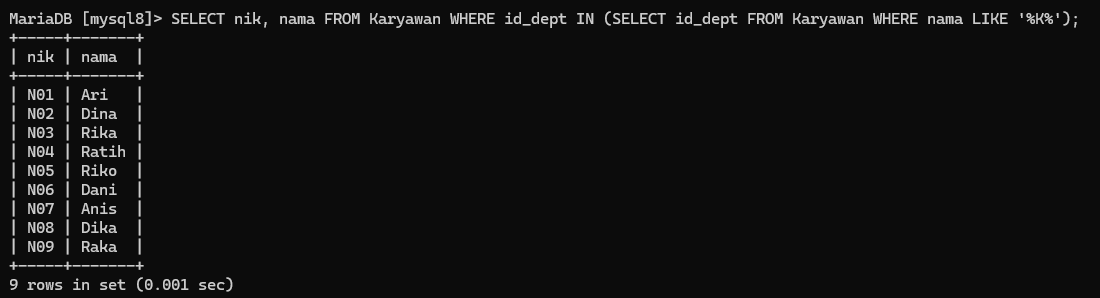 MariaDB [mysql8]> SELECT nik, nama FROM Karyawan WHERE id_dept IN (SELECT id_dept FROM Karyawan WHERE nama LIKE '%K%');
+-----+-------+
| nik | nama  |
+-----+-------+
| N01 | Ari   |
| N02 | Dina  |
| N03 | Rika  |
| N04 | Ratih |
| N05 | Riko  |
| N06 | Dani  |
| N07 | Anis  |
| N08 | Dika  |
| N09 | Raka  |
+-----+-------+
9 rows in set (0.001 sec)